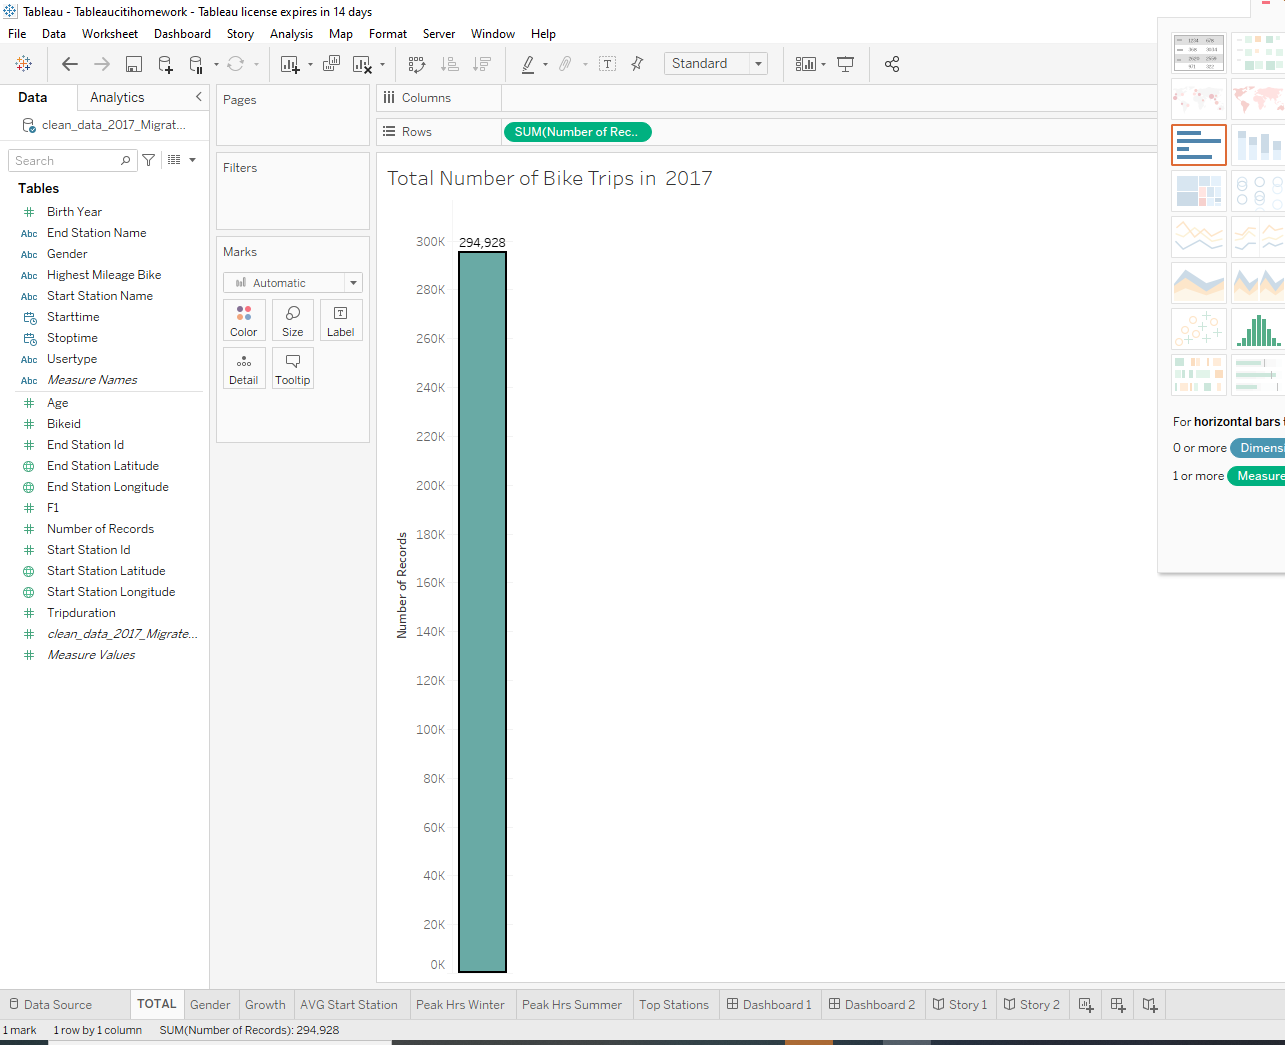 Tableau - Tableaucitihomework - Tableau license expires in 14 days
File Data Worksheet Dashboard Story Analysis Map Format Server Window Help
Standard
Data Analytics
clean_data_2017_Migrat...
Search
Tables
Birth Year
Abc End Station Name
Abc Gender
Abc Highest Mileage Bike
Abc Start Station Name
Starttime
Stoptime
Abc Usertype
Abc Measure Names
Age
Bikeid
End Station Id
End Station Latitude
End Station Longitude
F1
Number of Records
Start Station Id
Start Station Latitude
Start Station Longitude
Tripduration
clean_data_2017_Migrate...
Measure Values
Pages
Filters
Marks
Automatic
Color Size Label
Detail Tooltip
Columns
Rows SUM(Number of Rec..
Total Number of Bike Trips in 2017
294,928
300K
280K
260K
240K
220K
200K
180K
160K
140K
120K
100K
80K
60K
40K
20K
0K
Number of Records
For horizontal bars
0 or more Dimensi
1 or more Measure
Data Source TOTAL Gender Growth AVG Start Station Peak Hrs Winter Peak Hrs Summer Top Stations Dashboard 1 Dashboard 2 Story 1 Story 2
1 mark 1 row by 1 column SUM(Number of Records): 294,928